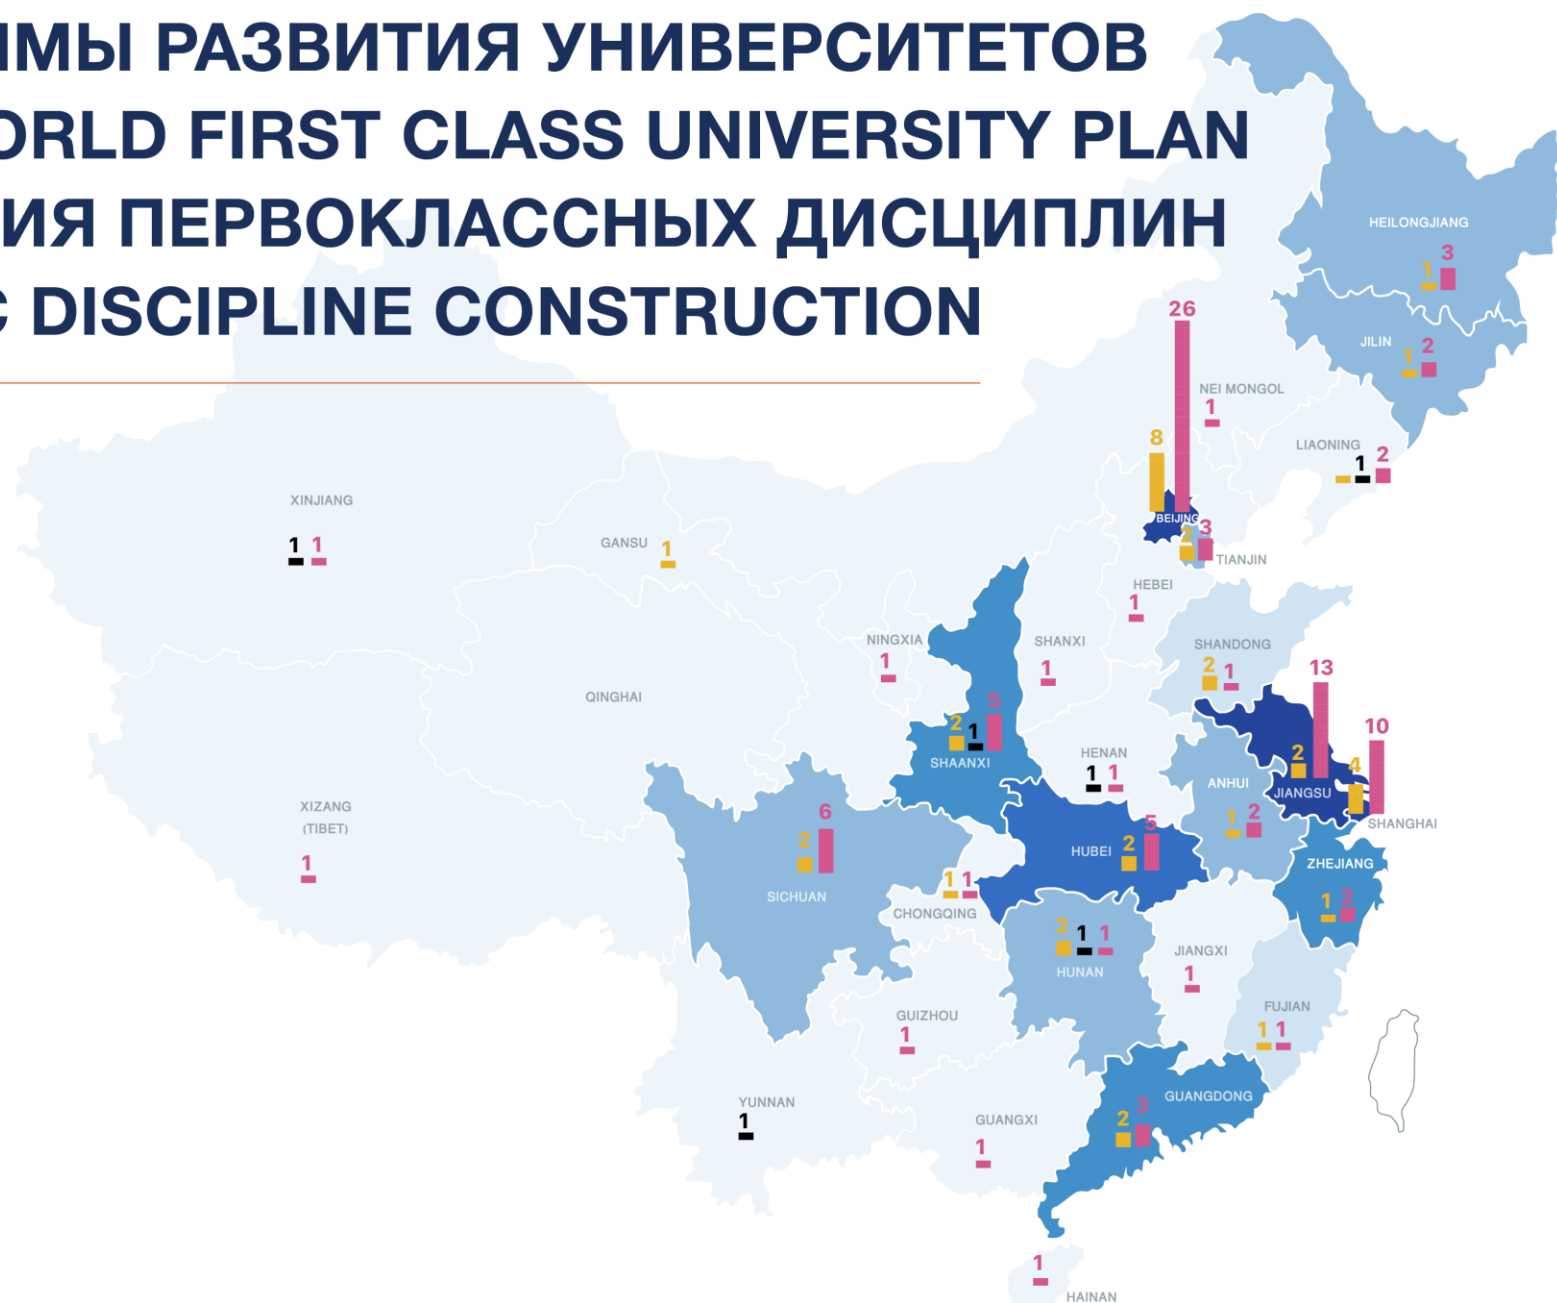 ИМЫ РАЗВИТИЯ УНИВЕРСИТЕТОВ
ORLD FIRST CLASS UNIVERSITY PLAN
ИЯ ПЕРВОКЛАССНЫХ ДИСЦИПЛИН
C DISCIPLINE CONSTRUCTION
HEILONGJIANG
1 3
JILIN
1 2
26
8
BEIJING
NEI MONGOL
1
LIAONING
1 2
2 3
TIANJIN
XINJIANG
1 1
GANSU
1
HEBEI
1
NINGXIA
1
SHANXI
1
SHANDONG
2 1
QINGHAI
13
2
JIANGSU
10
4
SHANGHAI
2 1 5
SHAANXI
HENAN
1 1
ANHUI
1 2
XIZANG
(TIBET)
1
6
2
SICHUAN
HUBEI
2 5
ZHEJIANG
1 2
1 1
CHONGQING
2 1 1
HUNAN
JIANGXI
1
FUJIAN
1 1
GUIZHOU
1
YUNNAN
1
GUANGXI
1
GUANGDONG
2 3
1
HAINAN